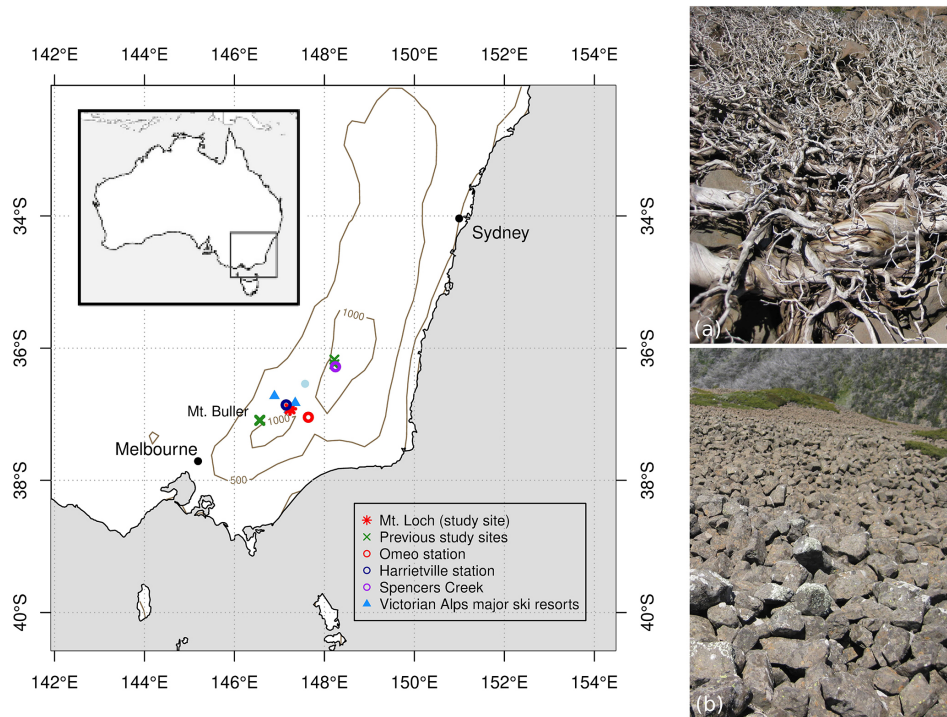 142°E 144°E 146°E 148°E 150°E 152°E 154°E
34°S 34°S
Sydney
1000
36°S 36°S
Mt. Buller
1000
Melbourne
500
38°S 38°S
Mt. Loch (study site)
Previous study sites
Omeo station
Harrietville station
Spencers Creek
Victorian Alps major ski resorts
40°S 40°S
142°E 144°E 146°E 148°E 150°E 152°E 154°E
(a)
(b)